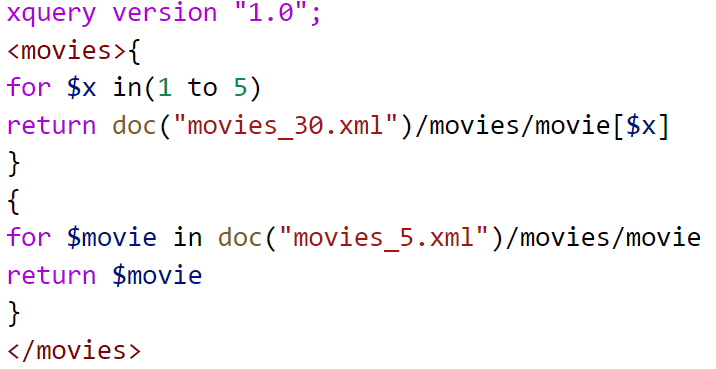 xquery version "1.0";
<movies>{
for $x in(1 to 5)
return doc("movies_30.xml")/movies/movie[$x]
}
{
for $movie in doc("movies_5.xml")/movies/movie
return $movie
}
</movies>